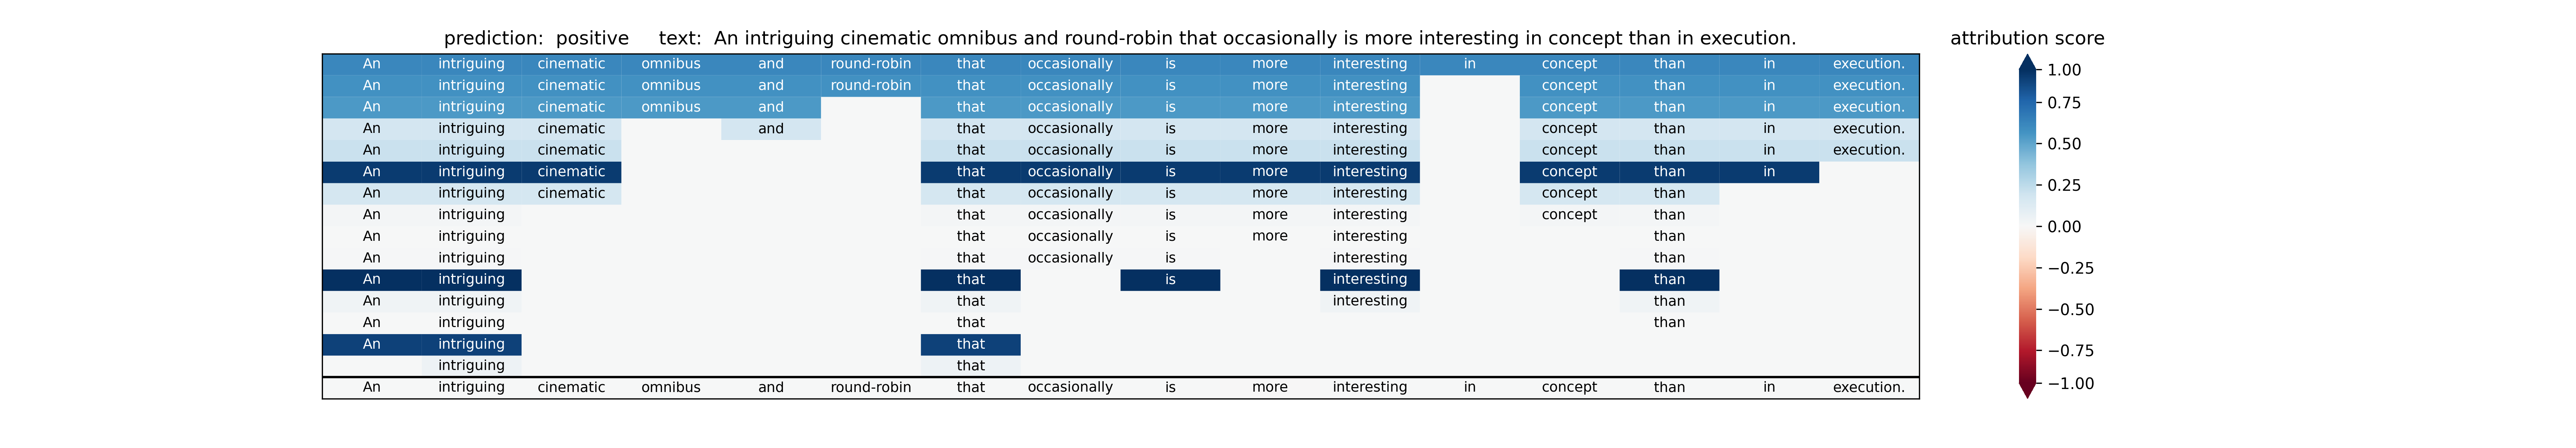 prediction: positive text: An intriguing cinematic omnibus and round-robin that occasionally is more interesting in concept than in execution.
attribution score
An intriguing cinematic omnibus and round-robin that occasionally is more interesting in concept than in execution.
An intriguing cinematic omnibus and round-robin that occasionally is more interesting concept than in execution.
An intriguing cinematic omnibus and that occasionally is more interesting concept than in execution.
An intriguing cinematic and that occasionally is more interesting concept than in execution.
An intriguing cinematic that occasionally is more interesting concept than in execution.
An intriguing cinematic that occasionally is more interesting concept than in
An intriguing cinematic that occasionally is more interesting concept than
An intriguing that occasionally is more interesting concept than
An intriguing that occasionally is more interesting than
An intriguing that occasionally is interesting than
An intriguing that is interesting than
An intriguing that interesting than
An intriguing that than
An intriguing that
intriguing that
An intriguing cinematic omnibus and round-robin that occasionally is more interesting in concept than in execution.
1.00
0.75
0.50
0.25
0.00
−0.25
−0.50
−0.75
−1.00